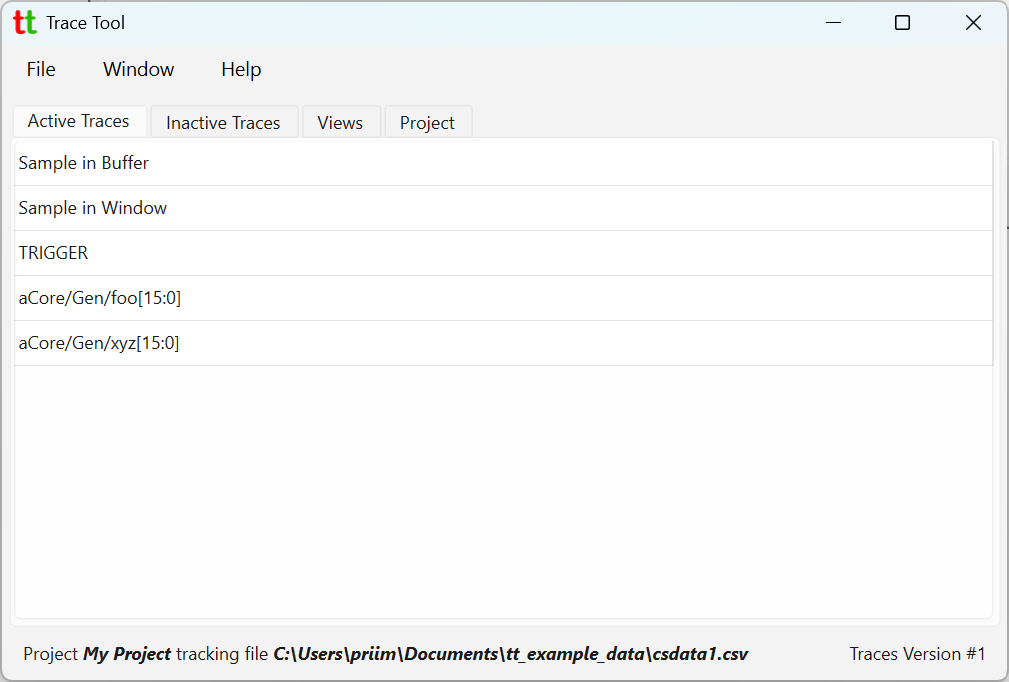 tt Trace Tool
File Window Help
Active Traces Inactive Traces Views Project
Sample in Buffer
Sample in Window
TRIGGER
aCore/Gen/foo[15:0]
aCore/Gen/xyz[15:0]
Project My Project tracking file C:\Users\priim\Documents\tt_example_data\csdata1.csv Traces Version #1